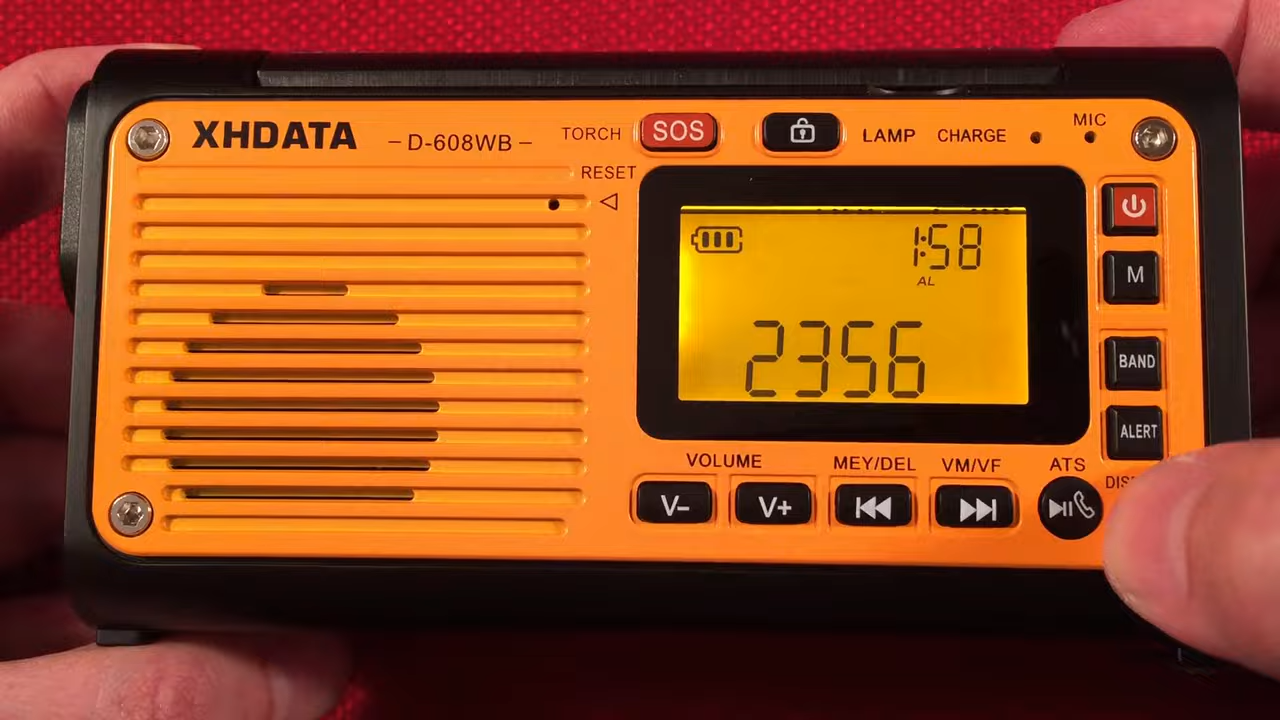 XHDATA
–D-608WB–
TORCH
SOS
LAMP
CHARGE
MIC
RESET
1:58
AL
2356
M
BAND
ALERT
VOLUME
MEY/DEL
VM/VF
ATS
V-
V+